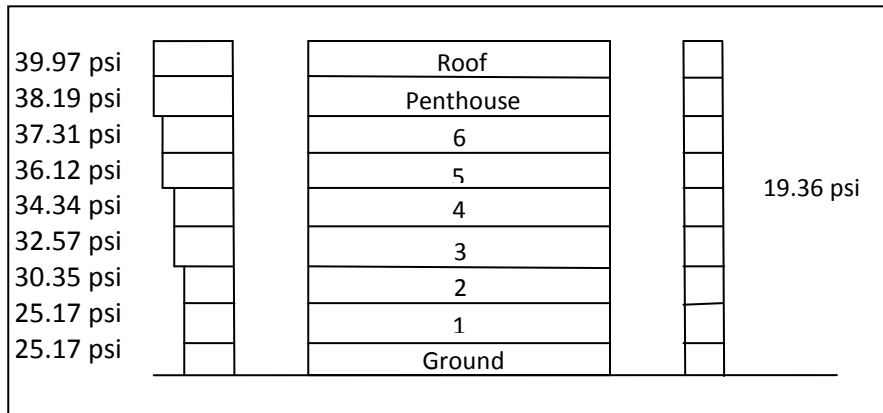 39.97 psi
Roof
38.19 psi
Penthouse
37.31 psi
6
36.12 psi
5
19.36 psi
34.34 psi
4
32.57 psi
3
30.35 psi
2
25.17 psi
1
25.17 psi
Ground